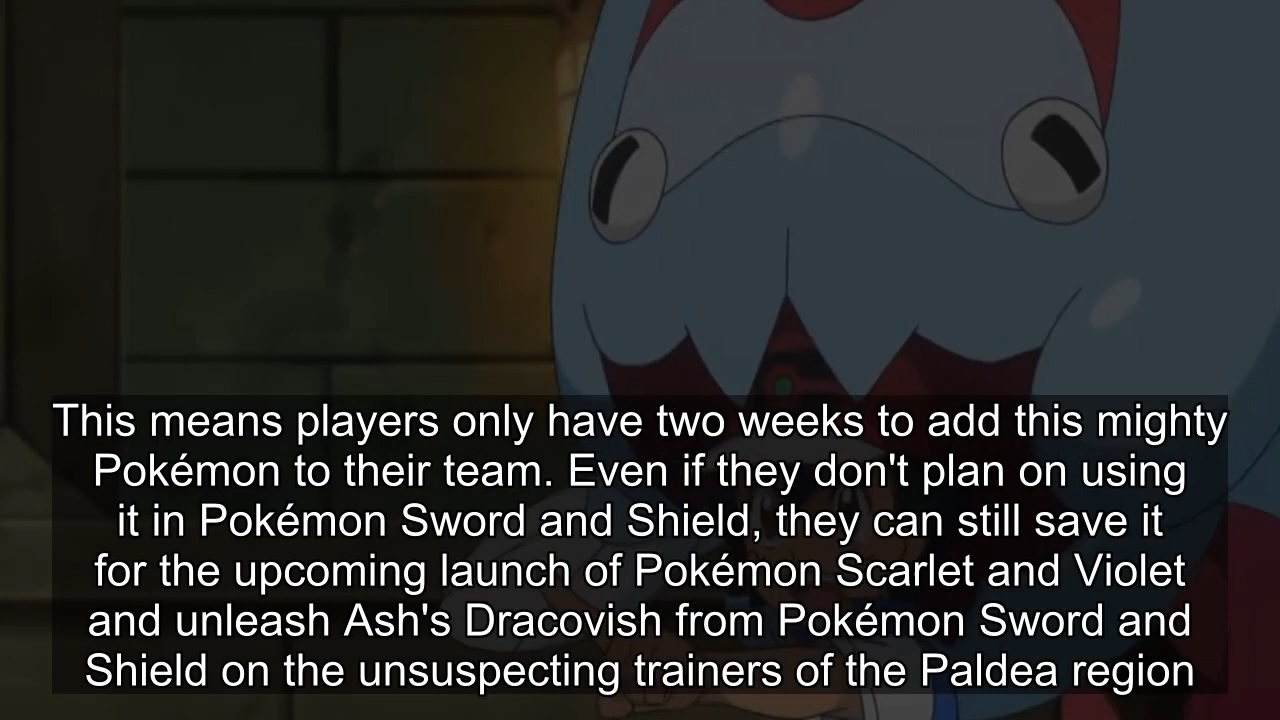 This means players only have two weeks to add this mighty
Pokémon to their team. Even if they don't plan on using
it in Pokémon Sword and Shield, they can still save it
for the upcoming launch of Pokémon Scarlet and Violet
and unleash Ash's Dracovish from Pokémon Sword and
Shield on the unsuspecting trainers of the Paldea region